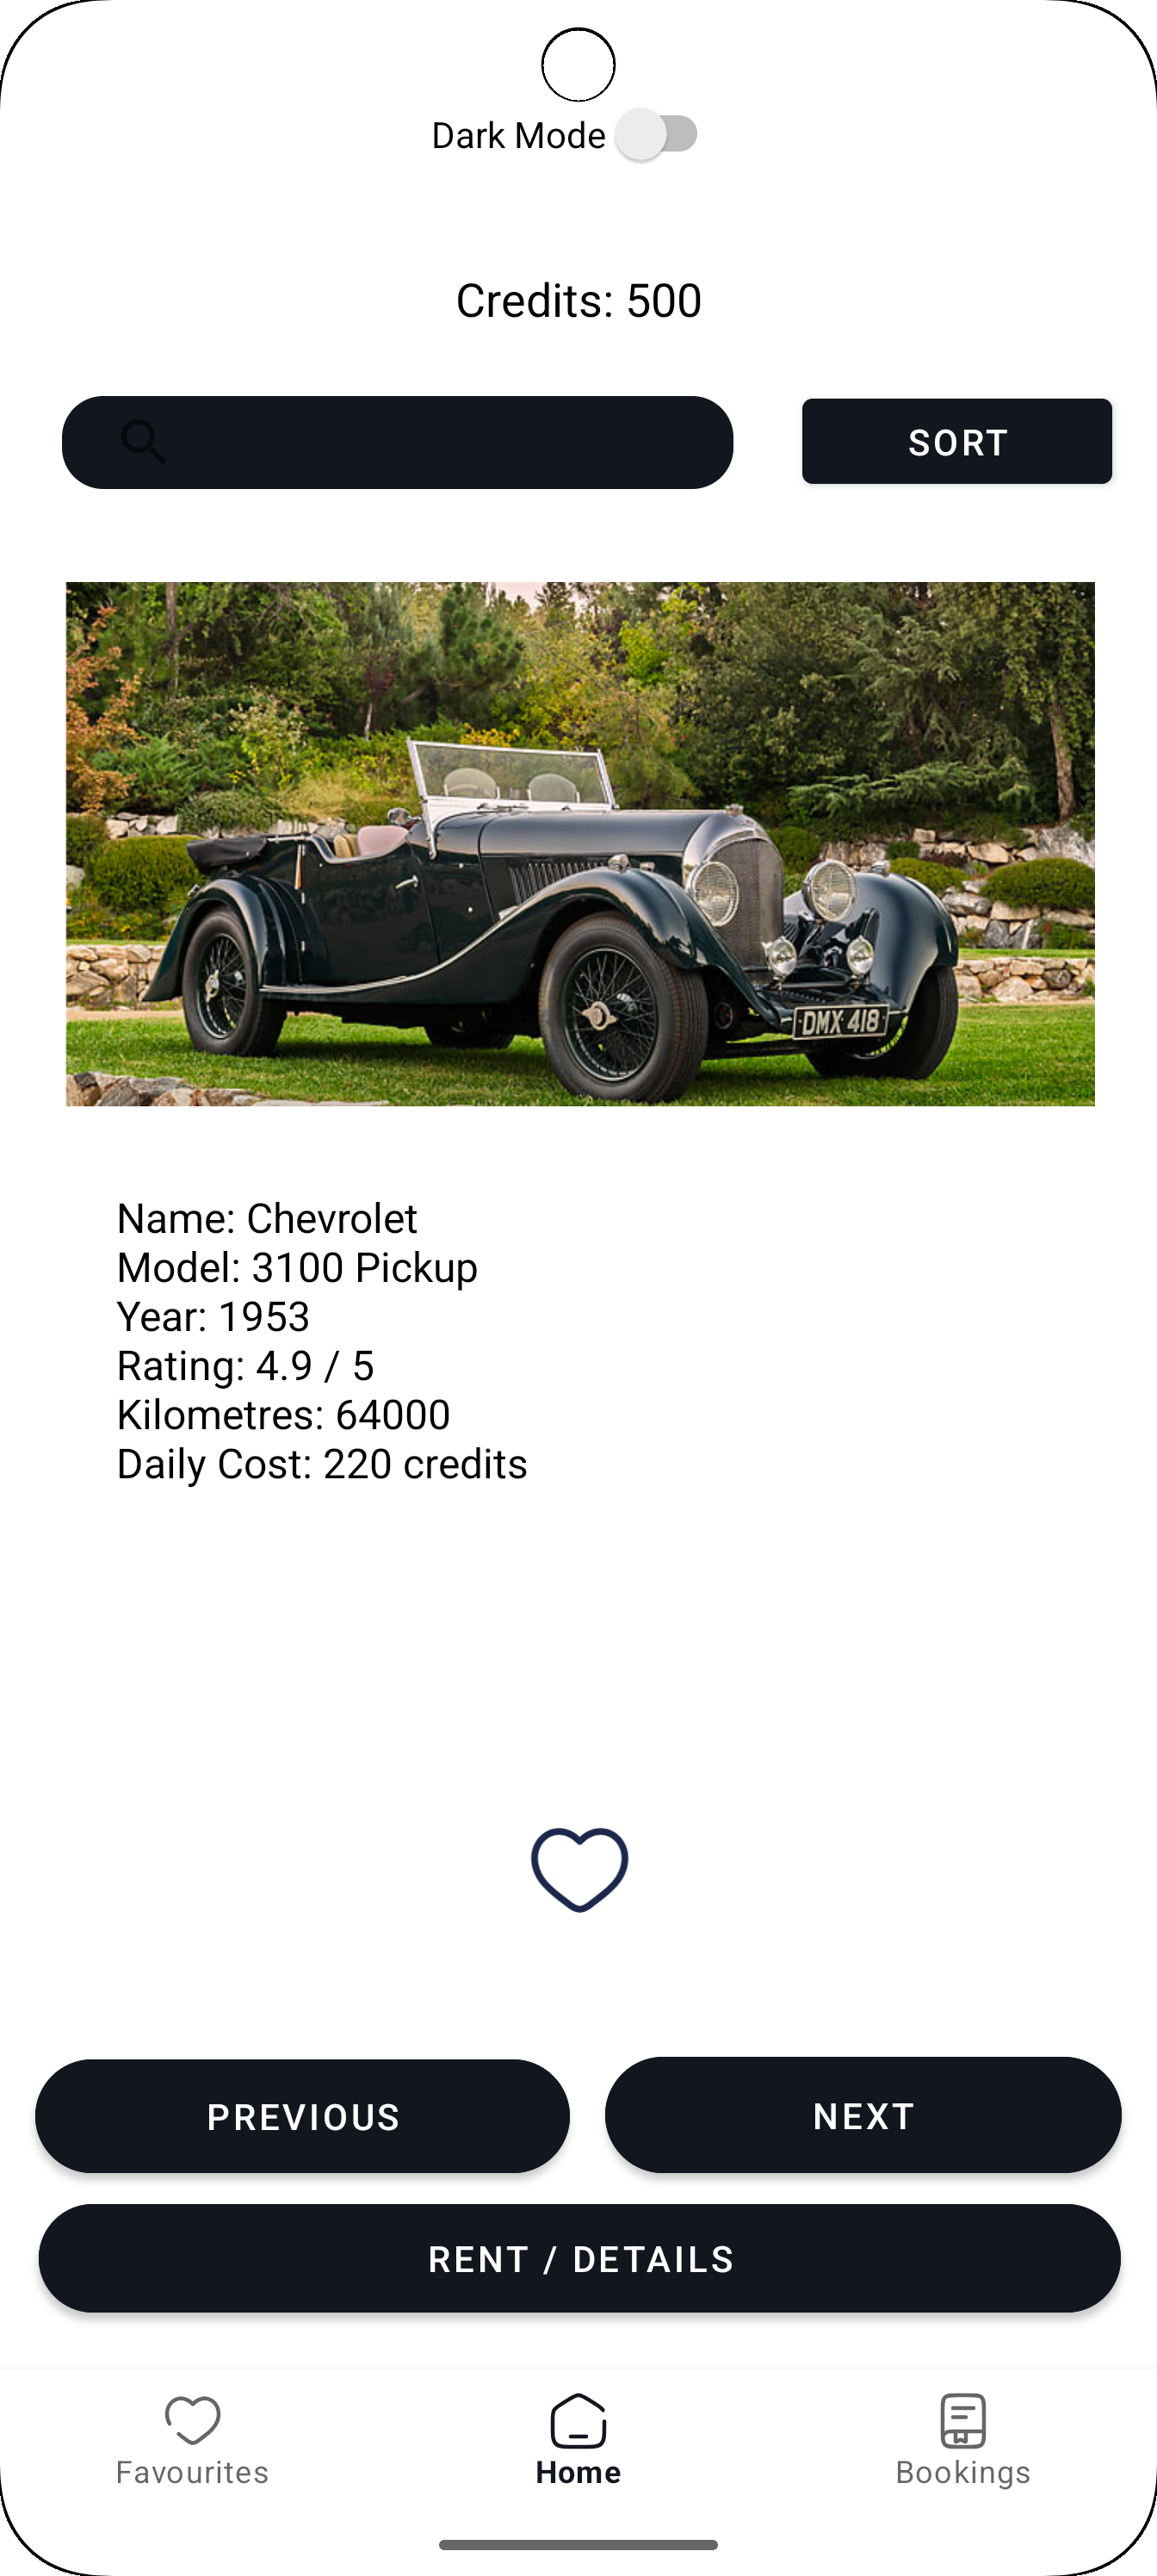 Dark Mode
Credits: 500
SORT
DMX 418
Name: Chevrolet
Model: 3100 Pickup
Year: 1953
Rating: 4.9 / 5
Kilometres: 64000
Daily Cost: 220 credits
PREVIOUS
NEXT
RENT / DETAILS
Favourites
Home
Bookings